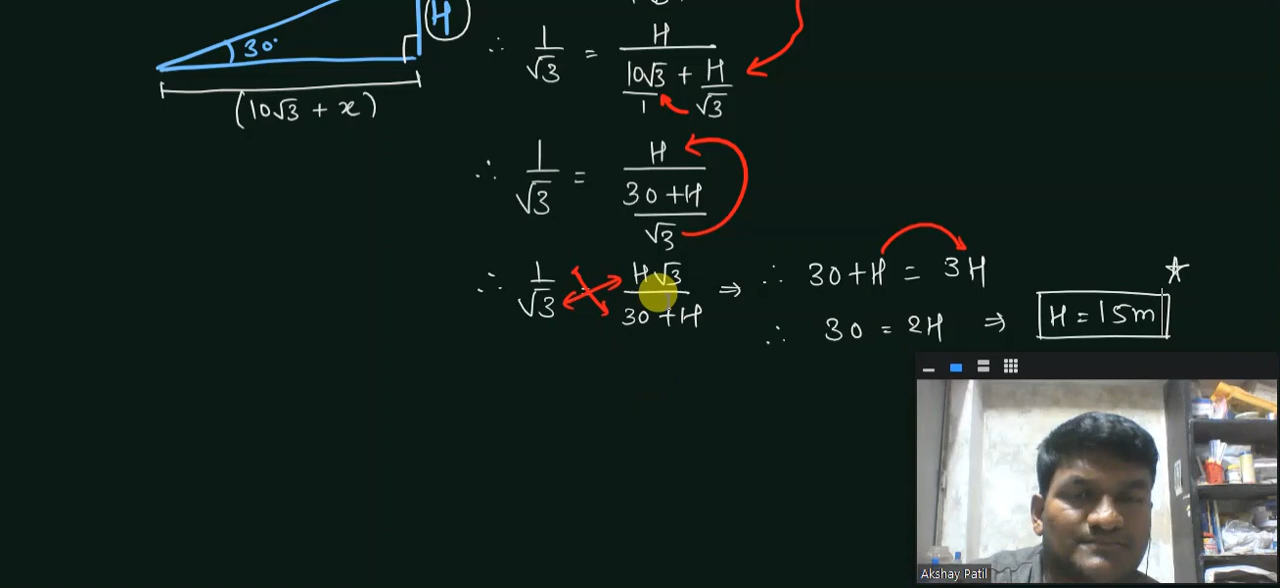 H
30°
(10√3 + x)
∴ 1/√3 = H/(10√3/1 + H/√3)
∴ 1/√3 = H/((30+H)/√3)
∴ 1/√3 = H√3/(30+H) ⇒ ∴ 30+H = 3H
∴ 30 = 2H ⇒ H = 15m
Akshay Patil